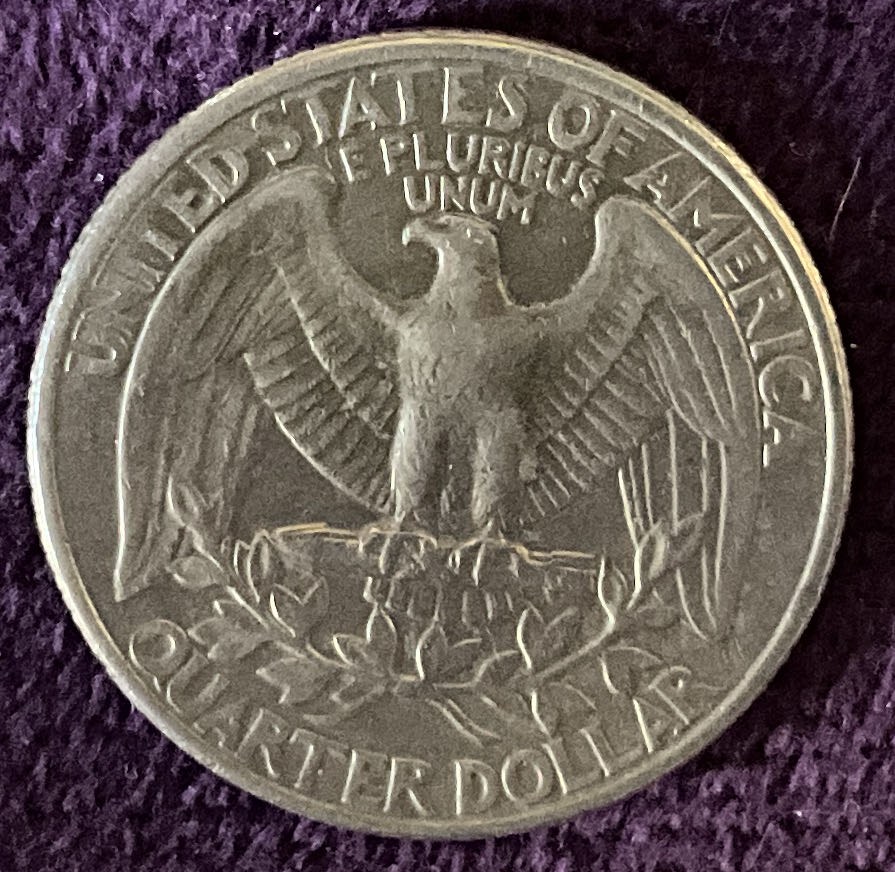 UNITED STATES OF AMERICA
E PLURIBUS
UNUM
QUARTER DOLLAR